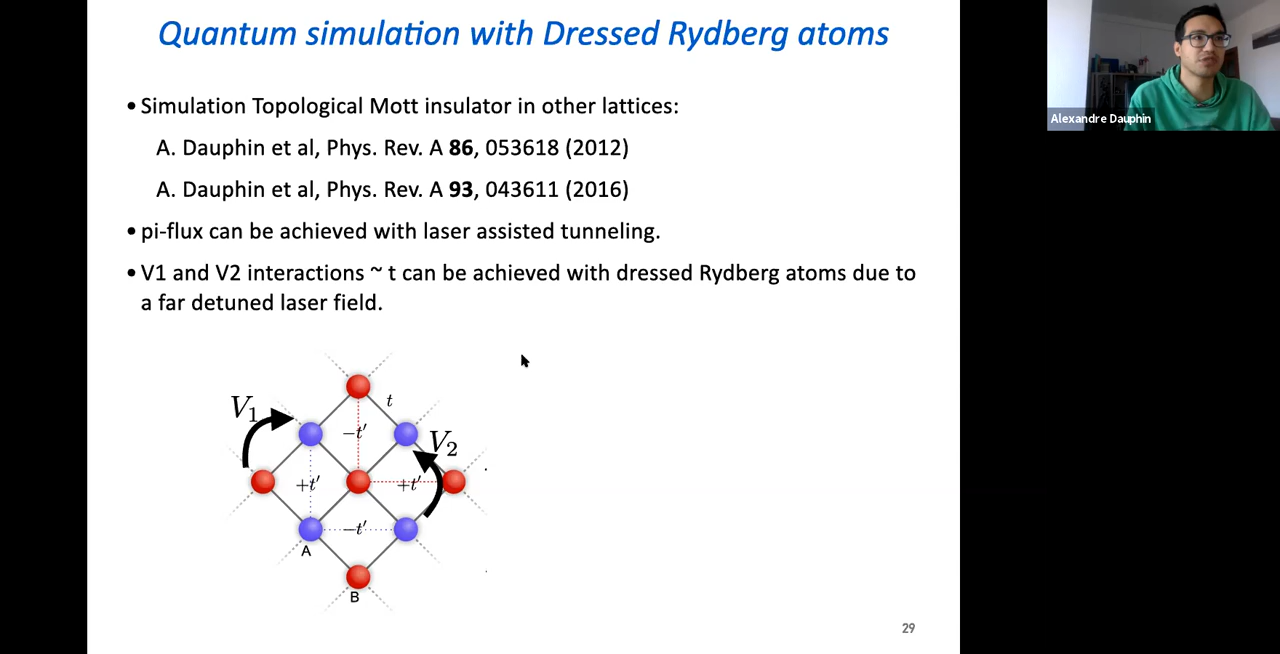 Quantum simulation with Dressed Rydberg atoms
Alexandre Dauphin
• Simulation Topological Mott insulator in other lattices:
A. Dauphin et al, Phys. Rev. A 86, 053618 (2012)
A. Dauphin et al, Phys. Rev. A 93, 043611 (2016)
• pi-flux can be achieved with laser assisted tunneling.
• V1 and V2 interactions ~ t can be achieved with dressed Rydberg atoms due to
a far detuned laser field.
V1
t
−t′
V2
+t′
+t′
−t′
A
B
29